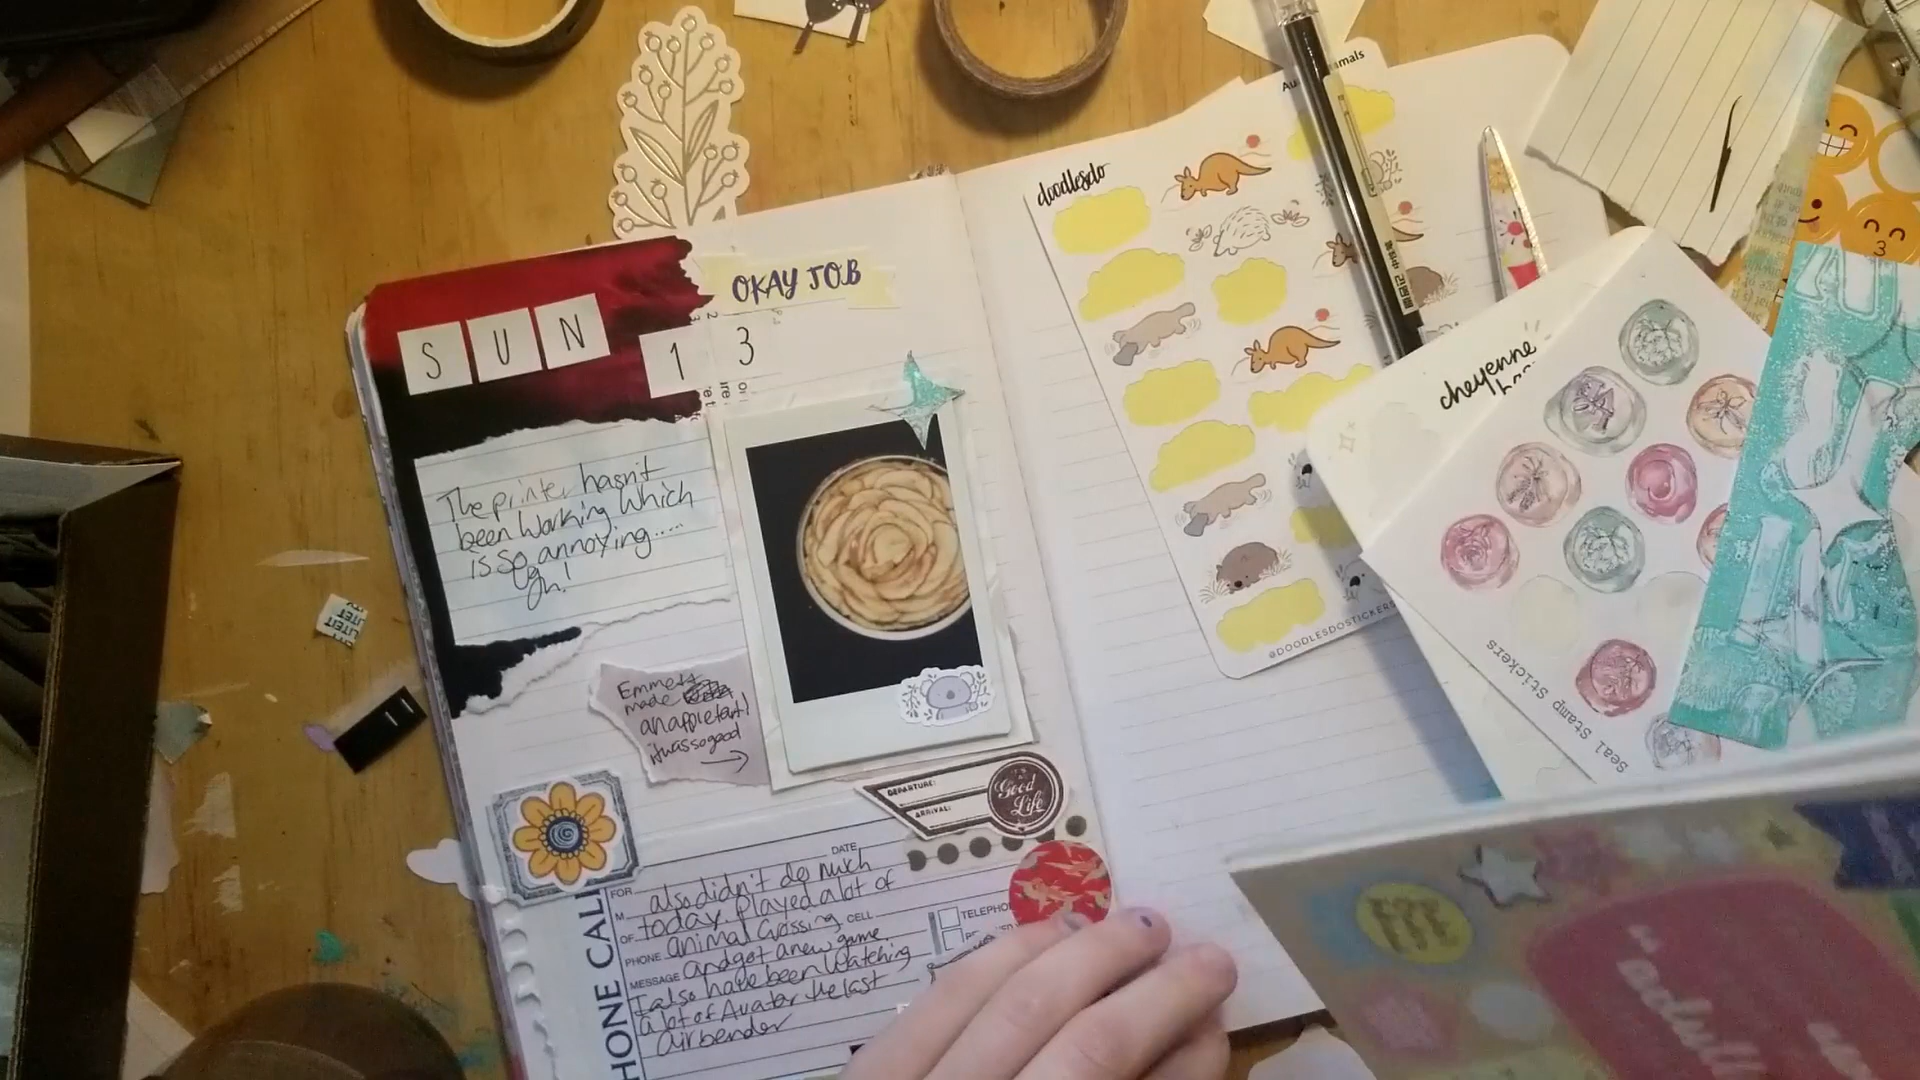 OKAY JOB
SUN
13
The printer hasn't
been working which
is so annoying.....
Ugh!
Emmett
made
an apple tart!
it was so good
DEPARTURE:
ARRIVAL:
IT'S A
Good
Life
DATE
FOR
also didn't do much
M
today. played a lot of
OF
animal crossing
CELL
PHONE
and got a new game
MESSAGE
I also have been watching
a lot of Avatar the last
airbender
TELEPHO
PHONE CALL
doodlesdo
@DOODLESDOSTICKERS
cheyenne
Seal Stamp Stickers